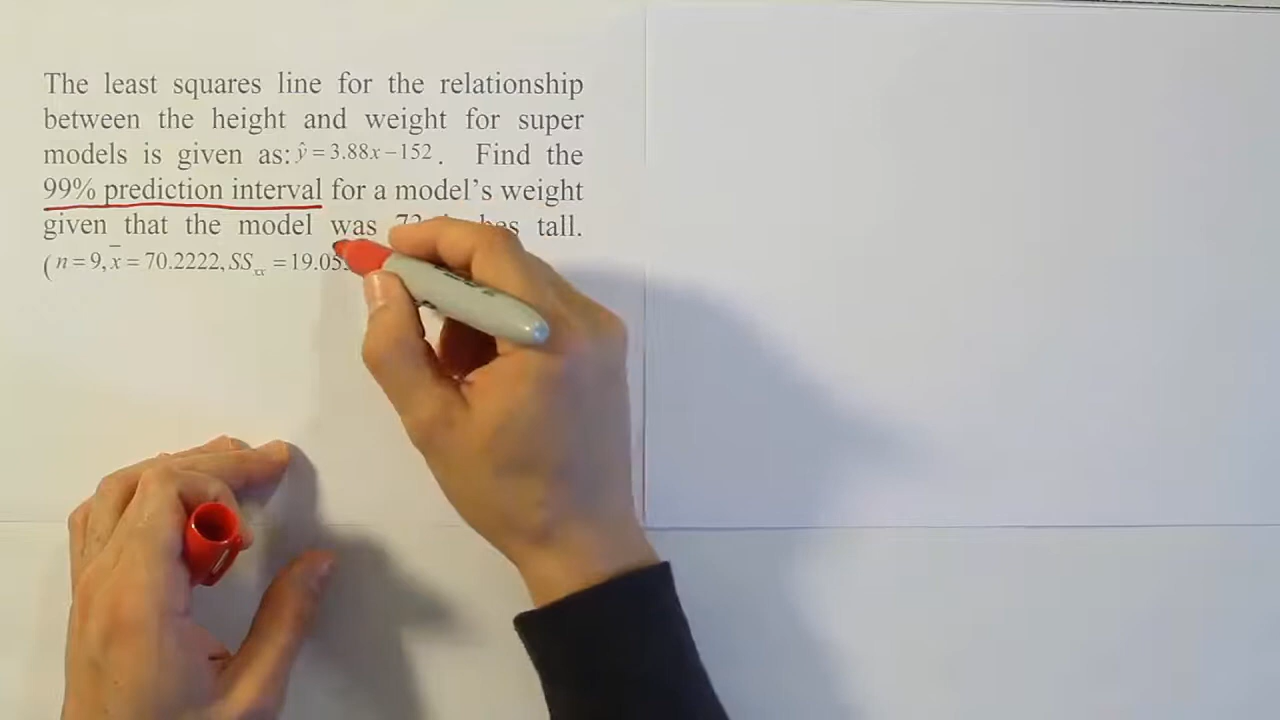 The least squares line for the relationship
between the height and weight for super
models is given as: ŷ = 3.88x − 152 . Find the
99% prediction interval for a model’s weight
given that the model was tall.
( n = 9, x̄ = 70.2222, SSxx = 19.05